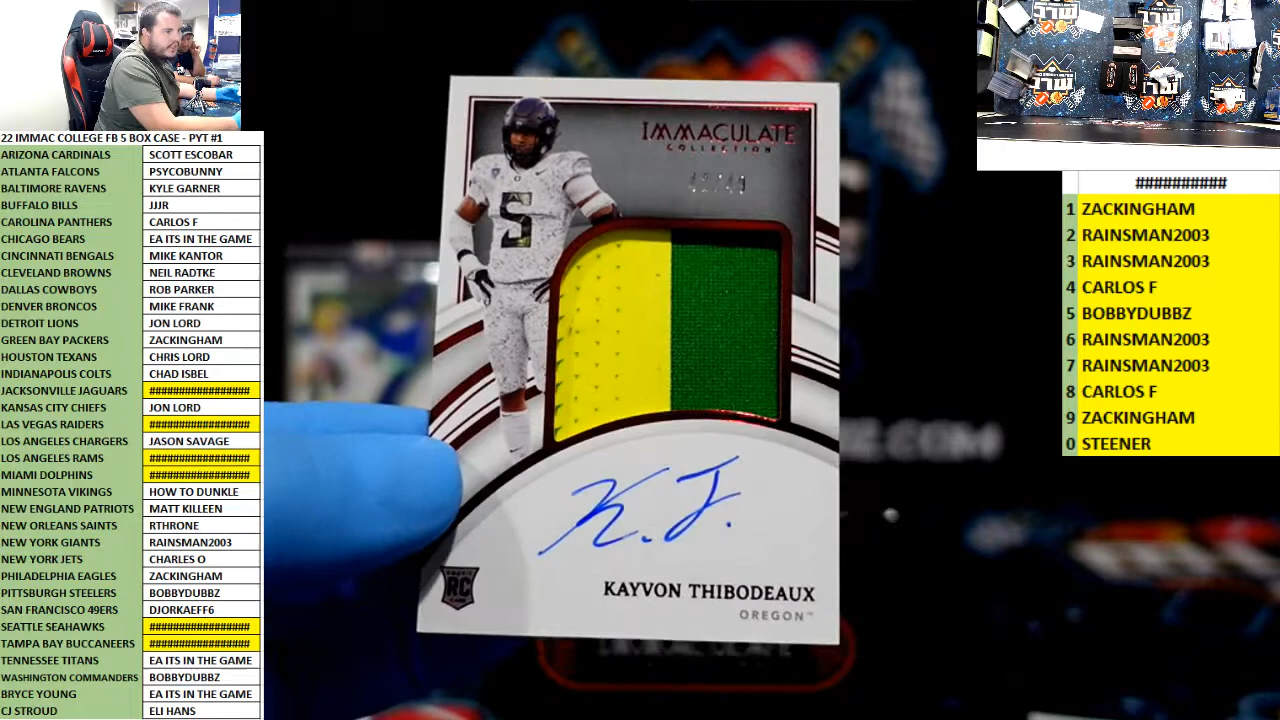 22 IMMAC COLLEGE FB 5 BOX CASE - PYT #1
ARIZONA CARDINALS SCOTT ESCOBAR
ATLANTA FALCONS PSYCOBUNNY
BALTIMORE RAVENS KYLE GARNER
BUFFALO BILLS JJJR
CAROLINA PANTHERS CARLOS F
CHICAGO BEARS EA ITS IN THE GAME
CINCINNATI BENGALS MIKE KANTOR
CLEVELAND BROWNS NEIL RADTKE
DALLAS COWBOYS ROB PARKER
DENVER BRONCOS MIKE FRANK
DETROIT LIONS JON LORD
GREEN BAY PACKERS ZACKINGHAM
HOUSTON TEXANS CHRIS LORD
INDIANAPOLIS COLTS CHAD ISBEL
JACKSONVILLE JAGUARS #################
KANSAS CITY CHIEFS JON LORD
LAS VEGAS RAIDERS #################
LOS ANGELES CHARGERS JASON SAVAGE
LOS ANGELES RAMS #################
MIAMI DOLPHINS #################
MINNESOTA VIKINGS HOW TO DUNKLE
NEW ENGLAND PATRIOTS MATT KILLEEN
NEW ORLEANS SAINTS RTHRONE
NEW YORK GIANTS RAINSMAN2003
NEW YORK JETS CHARLES O
PHILADELPHIA EAGLES ZACKINGHAM
PITTSBURGH STEELERS BOBBYDUBBZ
SAN FRANCISCO 49ERS DJORKAEFF6
SEATTLE SEAHAWKS #################
TAMPA BAY BUCCANEERS #################
TENNESSEE TITANS EA ITS IN THE GAME
WASHINGTON COMMANDERS BOBBYDUBBZ
BRYCE YOUNG EA ITS IN THE GAME
CJ STROUD ELI HANS
IMMACULATE
COLLECTION
5
K. T.
RC
KAYVON THIBODEAUX
OREGON™
##########
1 ZACKINGHAM
2 RAINSMAN2003
3 RAINSMAN2003
4 CARLOS F
5 BOBBYDUBBZ
6 RAINSMAN2003
7 RAINSMAN2003
8 CARLOS F
9 ZACKINGHAM
0 STEENER